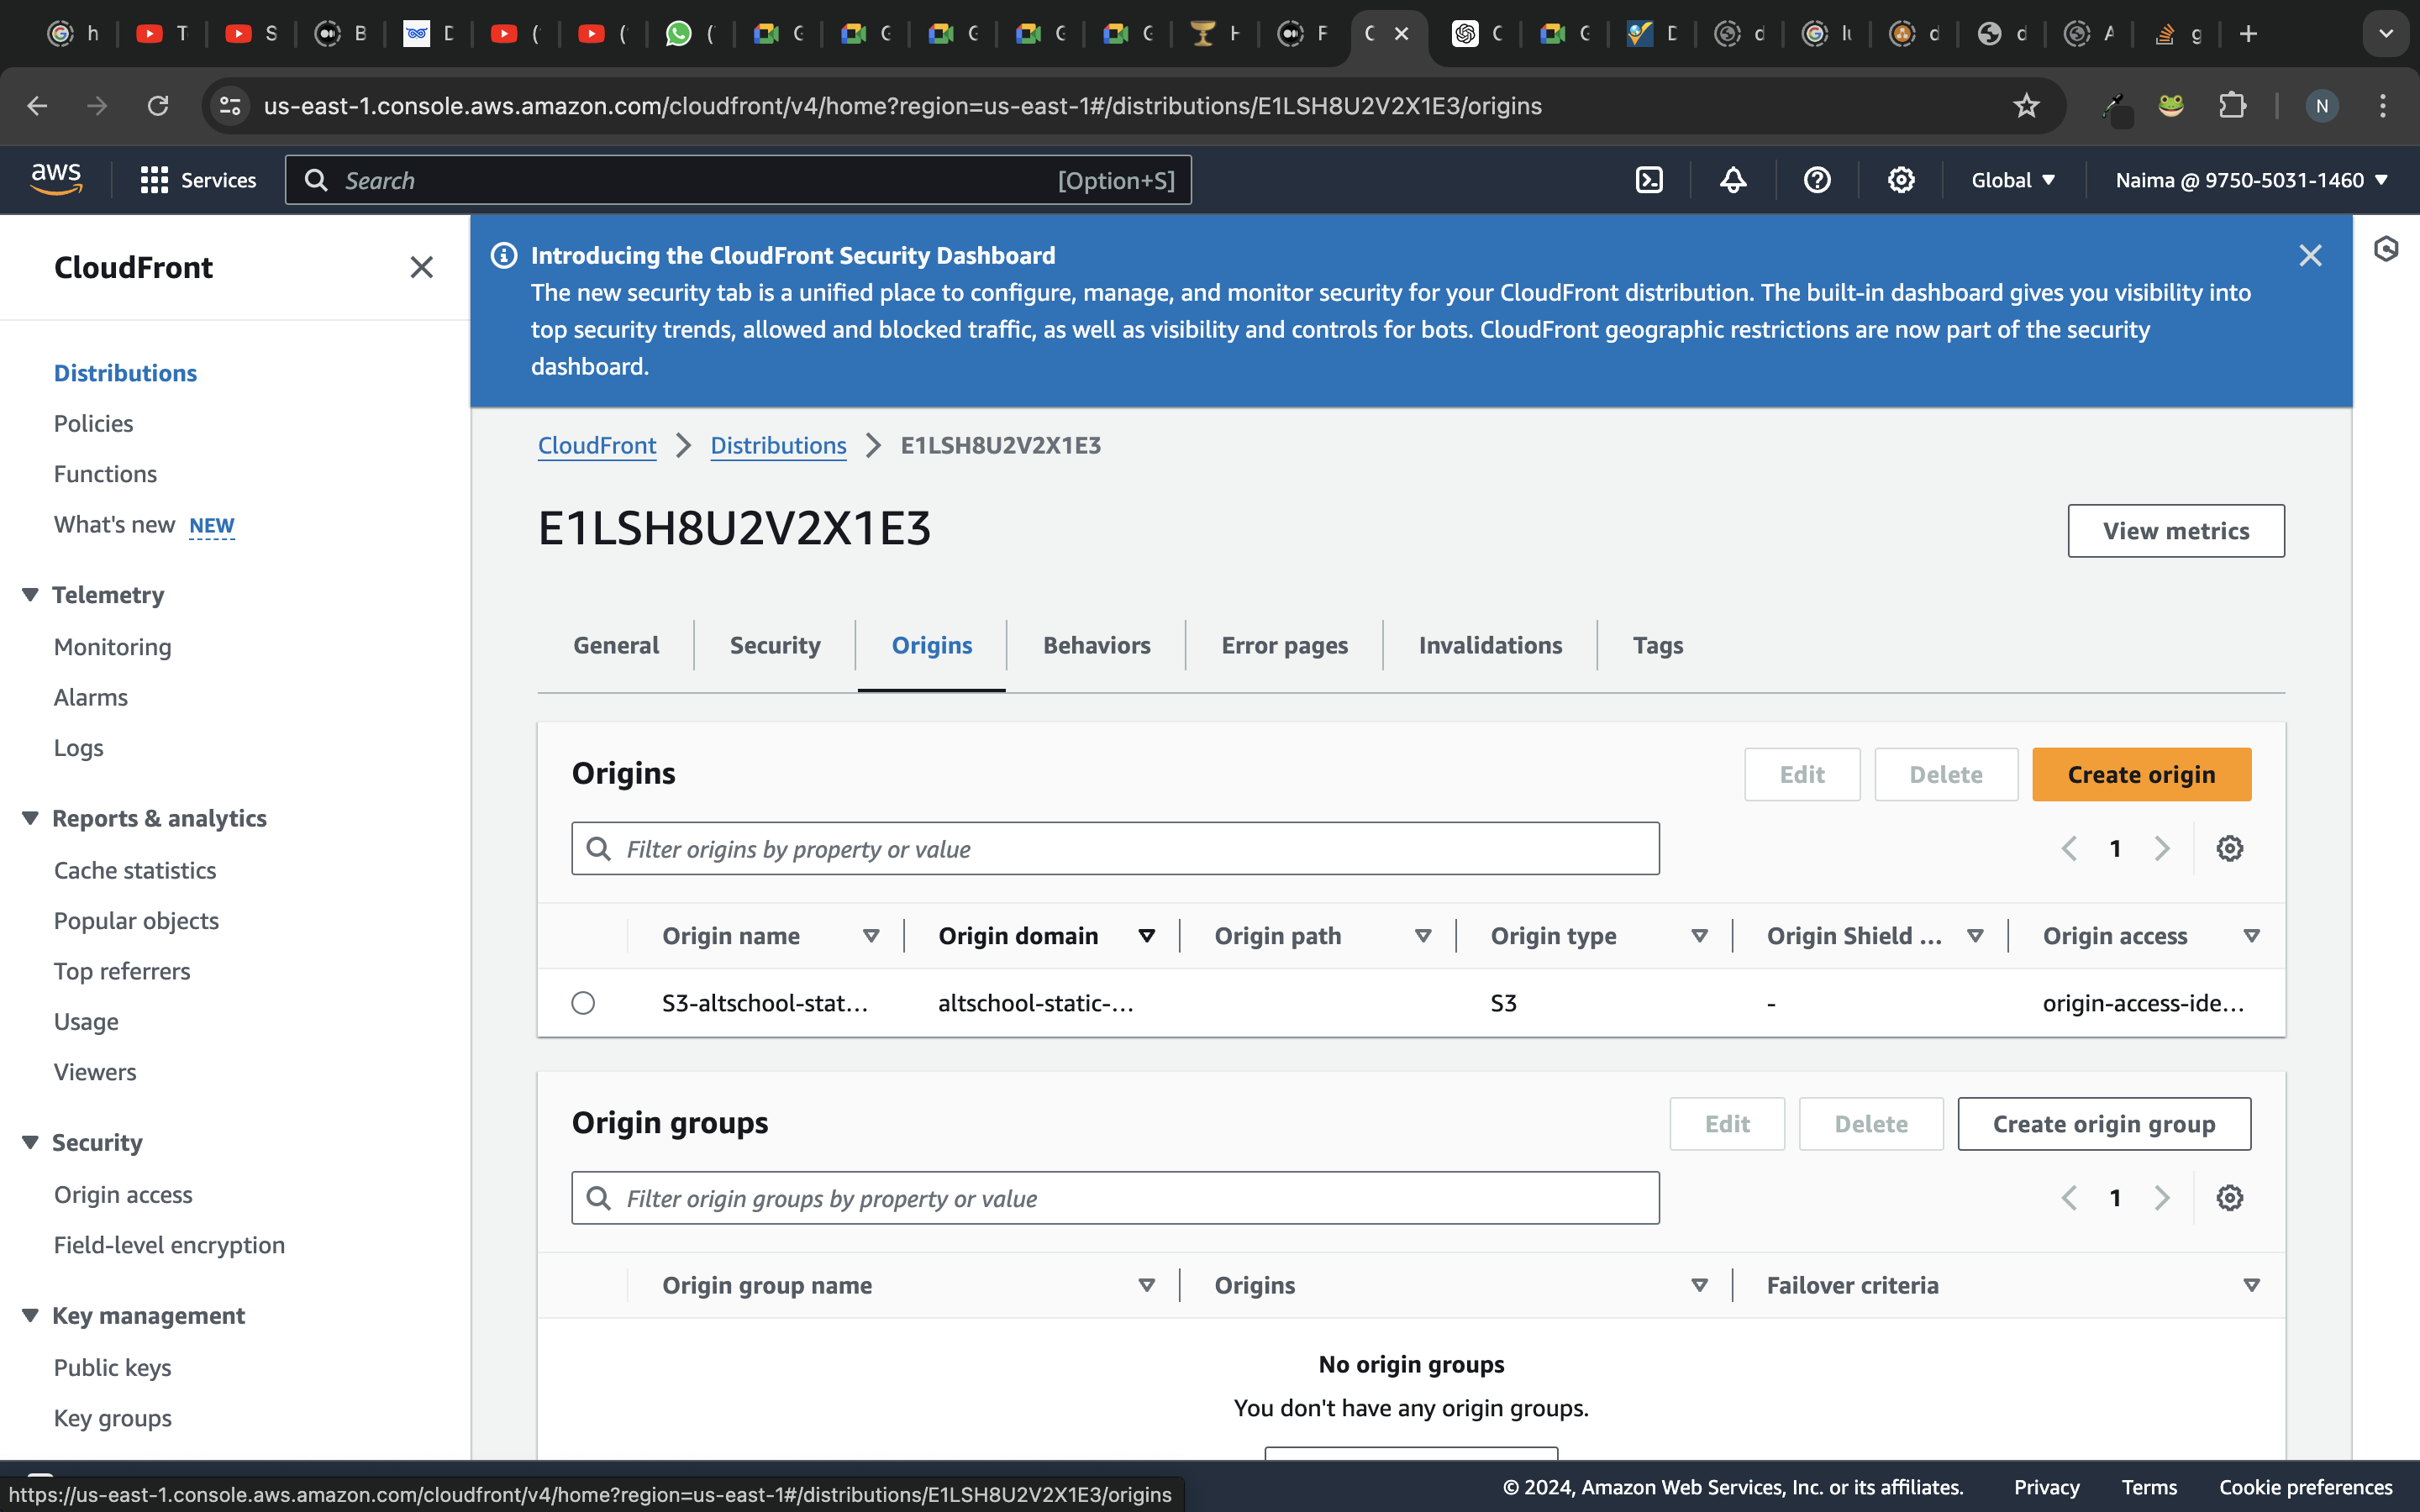 h
T
S
B
D
(
(
(
G
G
G
G
G
H
F
C
C
G
D
d
lu
d
d
A
g
us-east-1.console.aws.amazon.com/cloudfront/v4/home?region=us-east-1#/distributions/E1LSH8U2V2X1E3/origins
N
aws
Services
Search
[Option+S]
Global
Naima @ 9750-5031-1460
CloudFront
Distributions
Policies
Functions
What's new NEW
Telemetry
Monitoring
Alarms
Logs
Reports & analytics
Cache statistics
Popular objects
Top referrers
Usage
Viewers
Security
Origin access
Field-level encryption
Key management
Public keys
Key groups
Introducing the CloudFront Security Dashboard
The new security tab is a unified place to configure, manage, and monitor security for your CloudFront distribution. The built-in dashboard gives you visibility into
top security trends, allowed and blocked traffic, as well as visibility and controls for bots. CloudFront geographic restrictions are now part of the security
dashboard.
CloudFront
Distributions
E1LSH8U2V2X1E3
E1LSH8U2V2X1E3
View metrics
General
Security
Origins
Behaviors
Error pages
Invalidations
Tags
Origins
Edit
Delete
Create origin
Filter origins by property or value
1
Origin name
Origin domain
Origin path
Origin type
Origin Shield ...
Origin access
S3-altschool-stat...
altschool-static-...
S3
-
origin-access-ide...
Origin groups
Edit
Delete
Create origin group
Filter origin groups by property or value
1
Origin group name
Origins
Failover criteria
No origin groups
You don't have any origin groups.
https://us-east-1.console.aws.amazon.com/cloudfront/v4/home?region=us-east-1#/distributions/E1LSH8U2V2X1E3/origins
© 2024, Amazon Web Services, Inc. or its affiliates.
Privacy
Terms
Cookie preferences